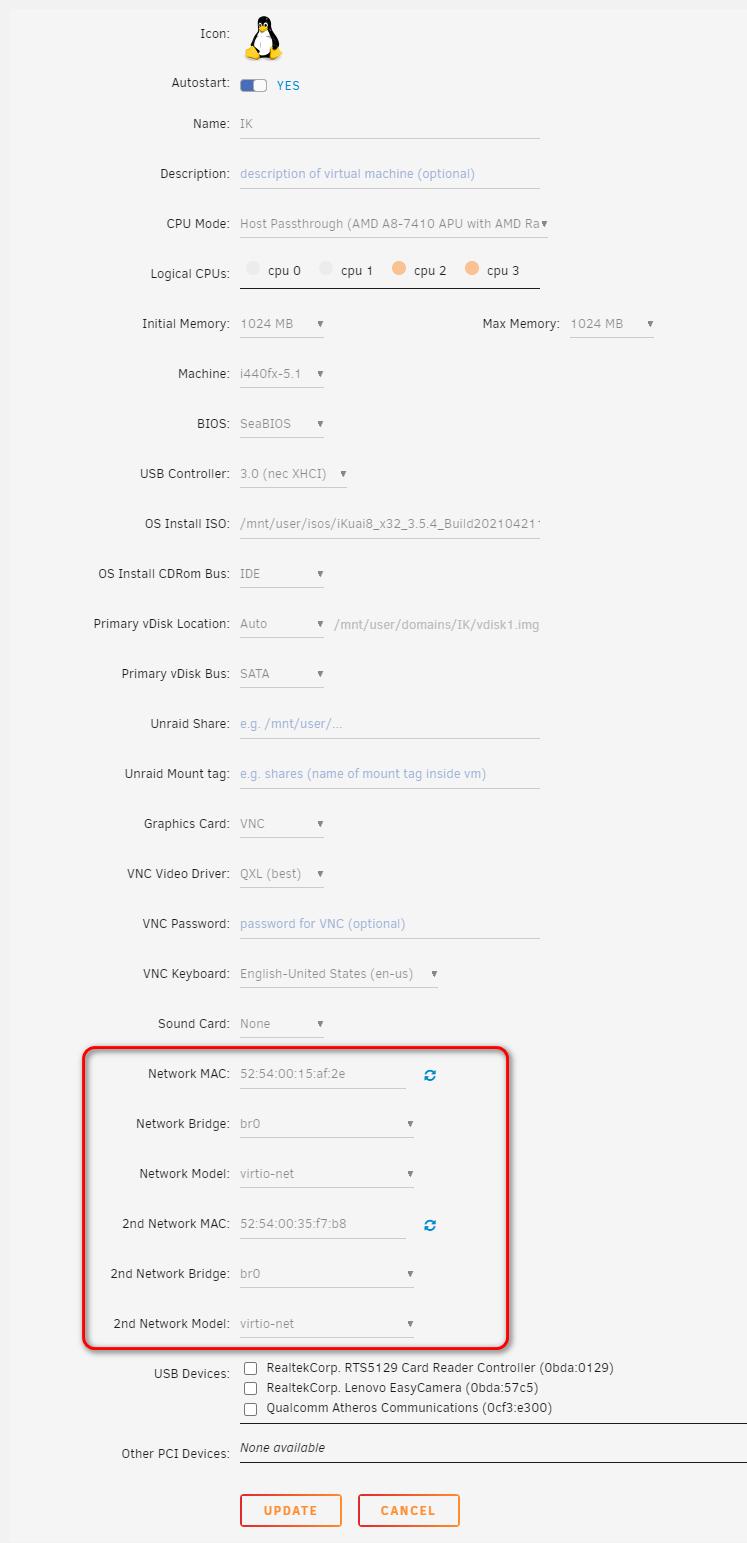 Icon:
Autostart: YES
Name: IK
Description: description of virtual machine (optional)
CPU Mode: Host Passthrough (AMD A8-7410 APU with AMD Ra
Logical CPUs: cpu 0 cpu 1 cpu 2 cpu 3
Initial Memory: 1024 MB Max Memory: 1024 MB
Machine: i440fx-5.1
BIOS: SeaBIOS
USB Controller: 3.0 (nec XHCI)
OS Install ISO: /mnt/user/isos/iKuai8_x32_3.5.4_Build20210421
OS Install CDRom Bus: IDE
Primary vDisk Location: Auto /mnt/user/domains/IK/vdisk1.img
Primary vDisk Bus: SATA
Unraid Share: e.g. /mnt/user/...
Unraid Mount tag: e.g. shares (name of mount tag inside vm)
Graphics Card: VNC
VNC Video Driver: QXL (best)
VNC Password: password for VNC (optional)
VNC Keyboard: English-United States (en-us)
Sound Card: None
Network MAC: 52:54:00:15:af:2e
Network Bridge: br0
Network Model: virtio-net
2nd Network MAC: 52:54:00:35:f7:b8
2nd Network Bridge: br0
2nd Network Model: virtio-net
USB Devices: RealtekCorp. RTS5129 Card Reader Controller (0bda:0129)
RealtekCorp. Lenovo EasyCamera (0bda:57c5)
Qualcomm Atheros Communications (0cf3:e300)
Other PCI Devices: None available
UPDATE CANCEL